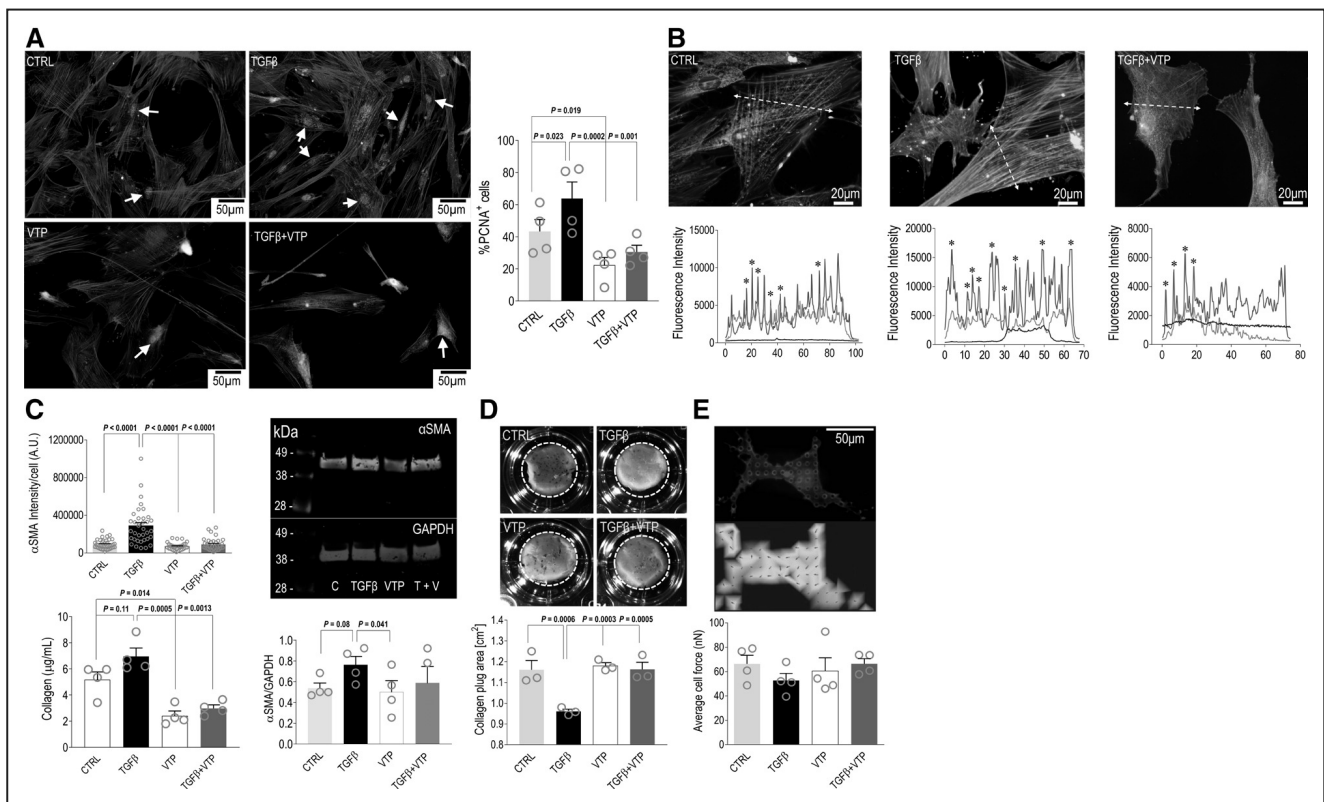 A
CTRL
TGFβ
50µm
50µm
VTP
TGFβ+VTP
50µm
50µm
P = 0.019
P = 0.023
P = 0.0002
P = 0.001
%PCNA+ cells
100
80
60
40
20
0
CTRL
TGFβ
VTP
TGFβ+VTP
B
CTRL
TGFβ
TGFβ+VTP
20µm
20µm
20µm
Fluorescence Intensity
15000
10000
5000
0
* * * * * *
0 20 40 60 80 100
Fluorescence Intensity
20000
15000
10000
5000
0
* * * * * * * * *
0 10 20 30 40 50 60 70
Fluorescence Intensity
8000
6000
4000
2000
0
* * * *
0 20 40 60 80
C
P < 0.0001
P < 0.0001
P < 0.0001
αSMA Intensity/cell (A.U.)
1200000
800000
400000
0
CTRL
TGFβ
VTP
TGFβ+VTP
kDa
αSMA
49 -
38 -
28 -
GAPDH
49 -
38 -
28 -
C TGFβ VTP T + V
P = 0.014
P = 0.11
P = 0.0005
P = 0.0013
Collagen (µg/mL)
10
8
6
4
2
0
CTRL
TGFβ
VTP
TGFβ+VTP
P = 0.08
P = 0.041
αSMA/GAPDH
1.0
0.8
0.6
0.4
0.2
0.0
CTRL
TGFβ
VTP
TGFβ+VTP
D
CTRL
TGFβ
VTP
TGFβ+VTP
P = 0.0006
P = 0.0003
P = 0.0005
Collagen plug area [cm²]
1.4
1.3
1.2
1.1
1.0
0.9
0.8
CTRL
TGFβ
VTP
TGFβ+VTP
E
50µm
Average cell force (nN)
100
80
60
40
20
0
CTRL
TGFβ
VTP
TGFβ+VTP